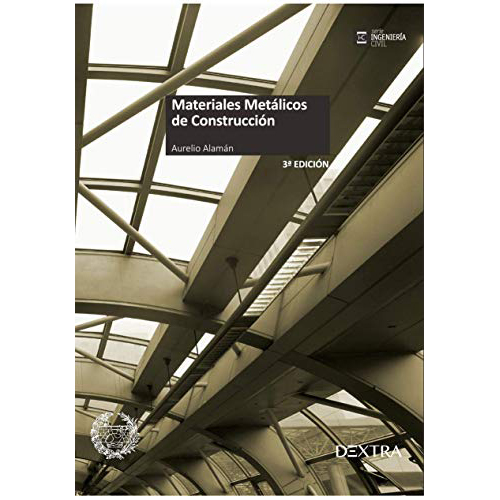 serie
INGENIERÍA
CIVIL
Materiales Metálicos
de Construcción
Aurelio Alamán
3ª EDICIÓN
DEXTRA